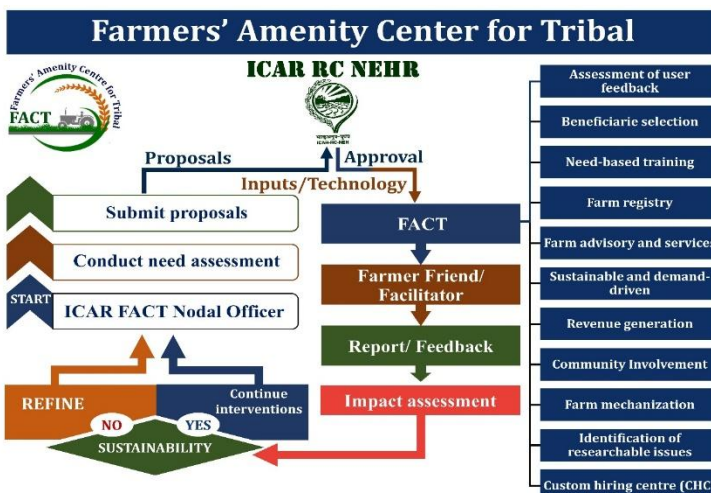 Farmers' Amenity Center for Tribal
Farmers' Amenity Centre for Tribal
FACT
ICAR RC NEHR
ICAR-RC-NEH
Proposals
Approval
Inputs/Technology
Submit proposals
Conduct need assessment
START
ICAR FACT Nodal Officer
REFINE
Continue
interventions
NO
YES
SUSTAINABILITY
FACT
Farmer Friend/
Facilitator
Report/ Feedback
Impact assessment
Assessment of user
feedback
Beneficiarie selection
Need-based training
Farm registry
Farm advisory and services
Sustainable and demand-
driven
Revenue generation
Community Involvement
Farm mechanization
Identification of
researchable issues
Custom hiring centre (CHC